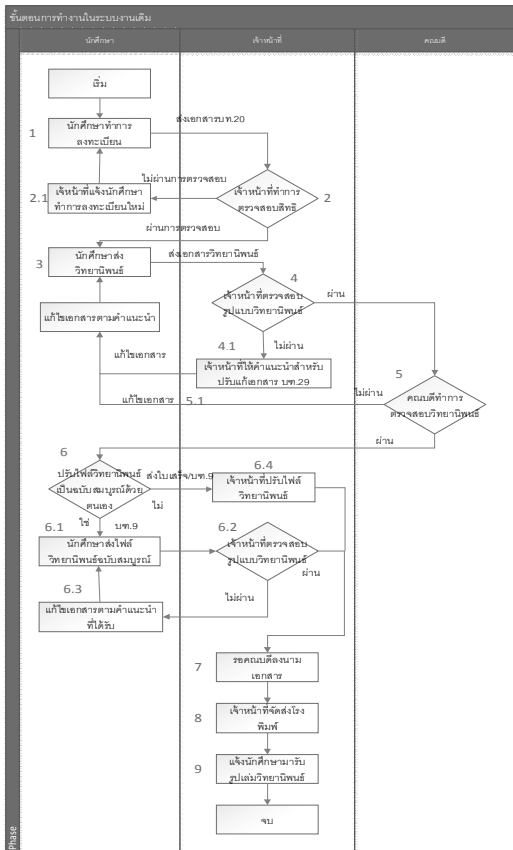 ขั้นตอนการทำงานในระบบงานเดิม
นักศึกษา
เจ้าหน้าที่
คณบดี
เริ่ม
1
นักศึกษาทำการ
ลงทะเบียน
ส่งเอกสารบท.20
ไม่ผ่านการตรวจสอบ
2.1
เจ้หน้าที่แจ้งนักศึกษา
ทำการลงทะเบียนใหม่
เจ้าหน้าที่ทำการ
ตรวจสอบสิทธิ
2
ผ่านการตรวจสอบ
3
นักศึกษาส่ง
วิทยานิพนธ์
ส่งเอกสารวิทยานิพนธ์
4
เจ้าหน้าที่ตรวจสอบ
รูปแบบวิทยานิพนธ์
ผ่าน
แก้ไขเอกสารตามคำแนะนำ
4.1
ไม่ผ่าน
แก้ไขเอกสาร
เจ้าหน้าที่ให้คำแนะนำสำหรับ
ปรับแก้เอกสาร บฑ.29
5
ไม่ผ่าน
คณบดีทำการ
ตรวจสอบวิทยานิพนธ์
แก้ไขเอกสาร
5.1
ผ่าน
6
ปรับไฟล์วิทยานิพนธ์
เป็นฉบับสมบูรณ์ด้วย
ตนเอง
ส่งใบเสร็จ/บฑ.9
6.4
เจ้าหน้าที่ปรับไฟล์
วิทยานิพนธ์
ไม่
ใช่
บฑ.9
6.1
นักศึกษาส่งไฟล์
วิทยานิพนธ์ฉบับสมบูรณ์
6.2
เจ้าหน้าที่ตรวจสอบ
รูปแบบวิทยานิพนธ์
ผ่าน
6.3
ไม่ผ่าน
แก้ไขเอกสารตามคำแนะนำ
ที่ได้รับ
7
รอคณบดีลงนาม
เอกสาร
8
เจ้าหน้าที่จัดส่งโรง
พิมพ์
9
แจ้งนักศึกษามารับ
รูปเล่มวิทยานิพนธ์
จบ
Phase